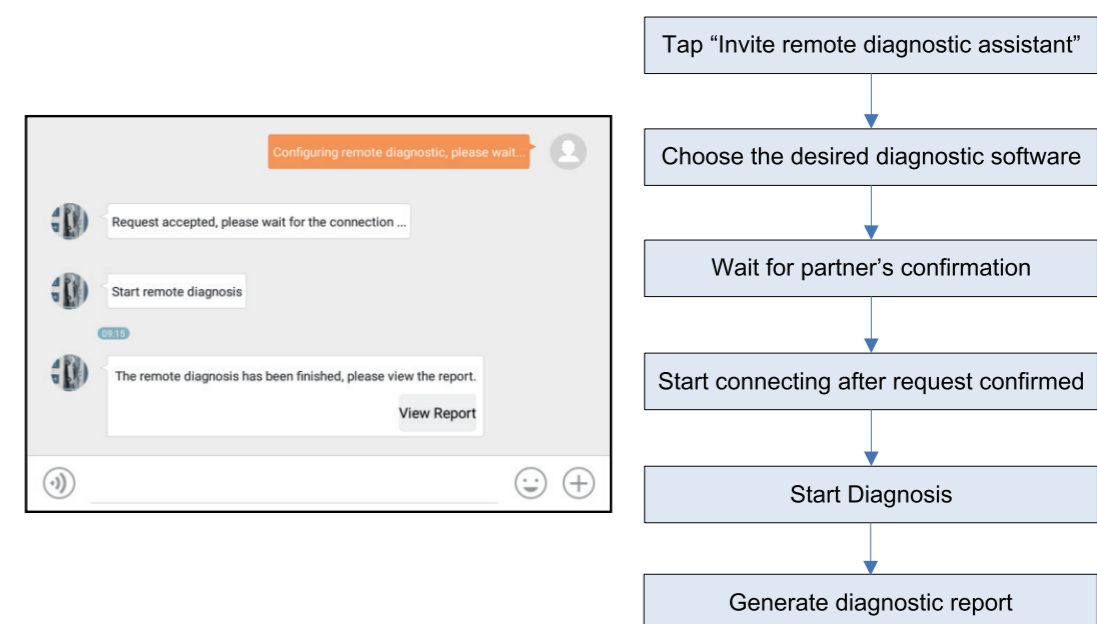 Configuring remote diagnostic, please wait...
Request accepted, please wait for the connection ...
Start remote diagnosis
09:15
The remote diagnosis has been finished, please view the report.
View Report
Tap “Invite remote diagnostic assistant”
Choose the desired diagnostic software
Wait for partner’s confirmation
Start connecting after request confirmed
Start Diagnosis
Generate diagnostic report